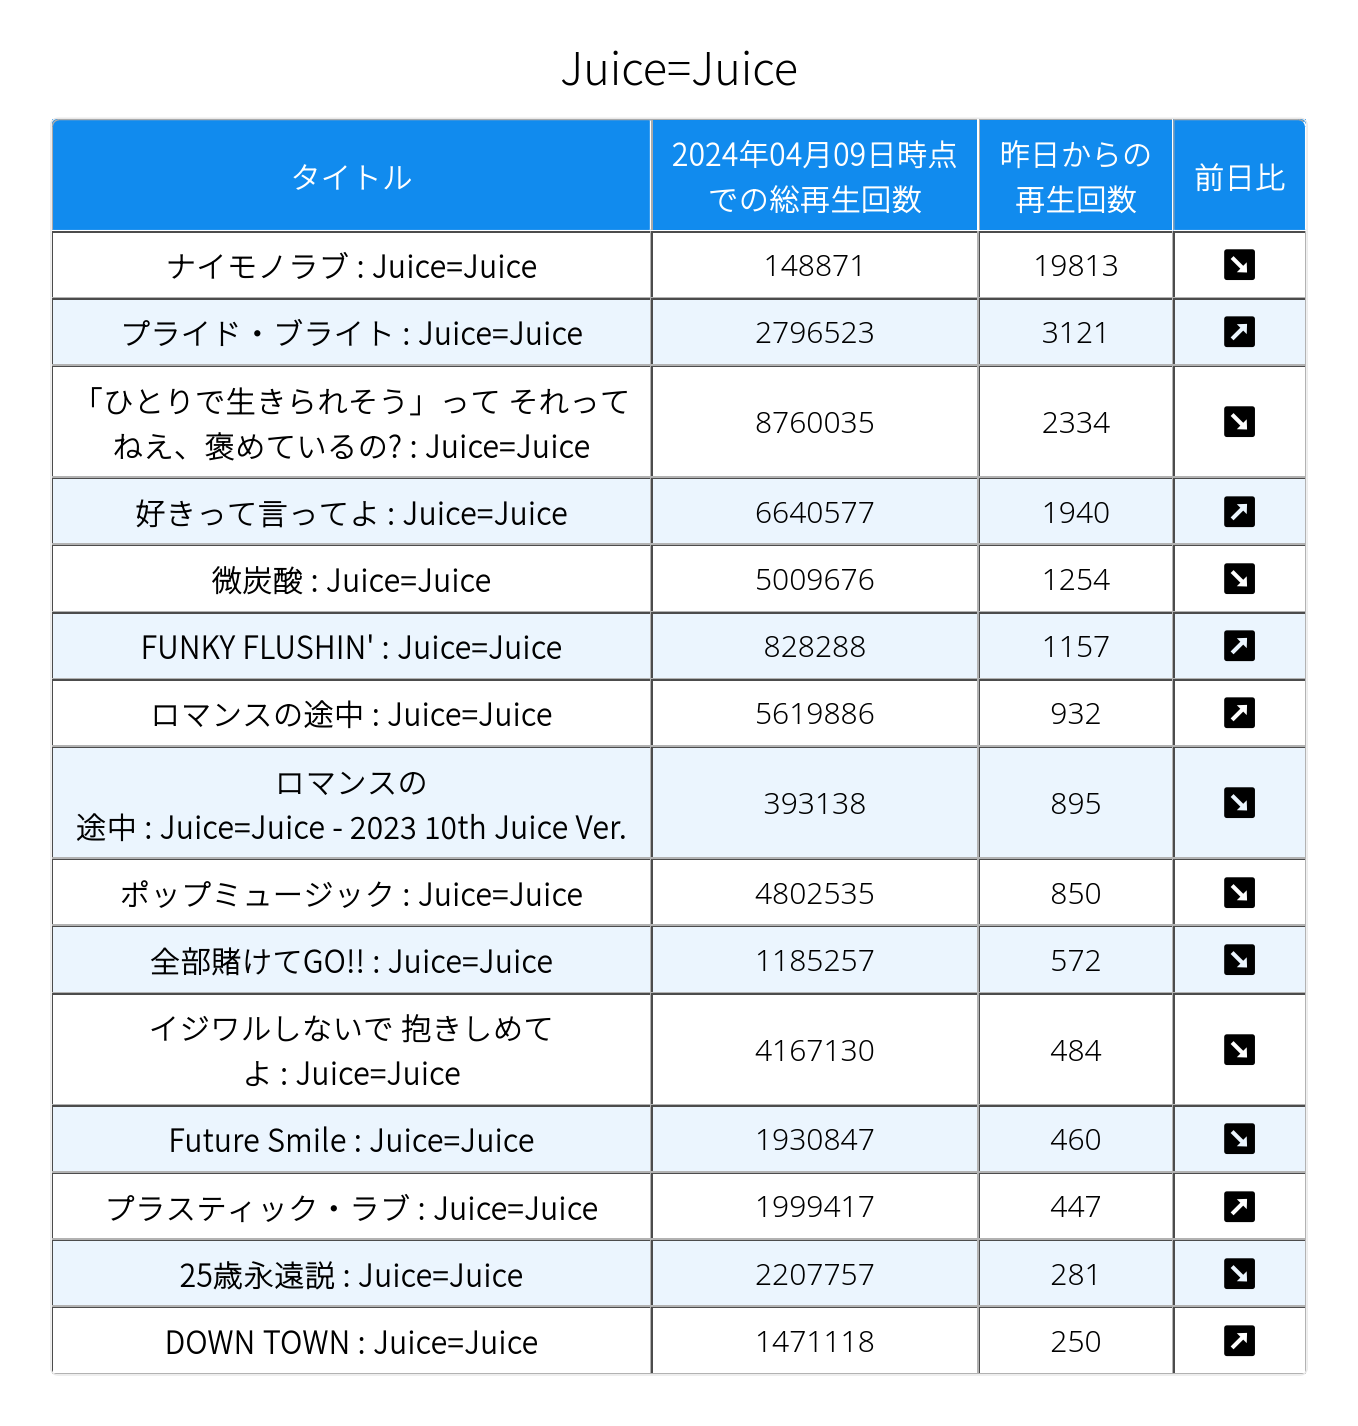 Juice=Juice
タイトル
2024年04月09日時点
での総再生回数
昨日からの
再生回数
前日比
ナイモノラブ : Juice=Juice
148871
19813
プライド・ブライト : Juice=Juice
2796523
3121
「ひとりで生きられそう」って それって
ねえ、褒めているの? : Juice=Juice
8760035
2334
好きって言ってよ : Juice=Juice
6640577
1940
微炭酸 : Juice=Juice
5009676
1254
FUNKY FLUSHIN' : Juice=Juice
828288
1157
ロマンスの途中 : Juice=Juice
5619886
932
ロマンスの
途中 : Juice=Juice - 2023 10th Juice Ver.
393138
895
ポップミュージック : Juice=Juice
4802535
850
全部賭けてGO!! : Juice=Juice
1185257
572
イジワルしないで 抱きしめて
よ : Juice=Juice
4167130
484
Future Smile : Juice=Juice
1930847
460
プラスティック・ラブ : Juice=Juice
1999417
447
25歳永遠説 : Juice=Juice
2207757
281
DOWN TOWN : Juice=Juice
1471118
250